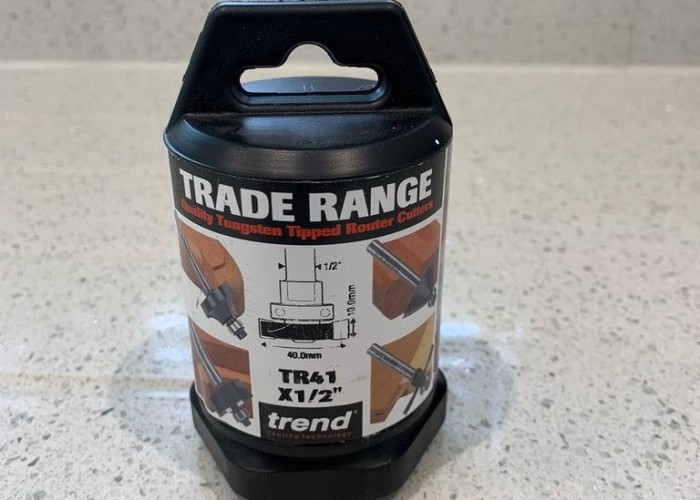 TRADE RANGE
Quality Tungsten Tipped Router Cutters
1/2"
10.0mm
40.0mm
TR41
X1/2"
trend
routing technology